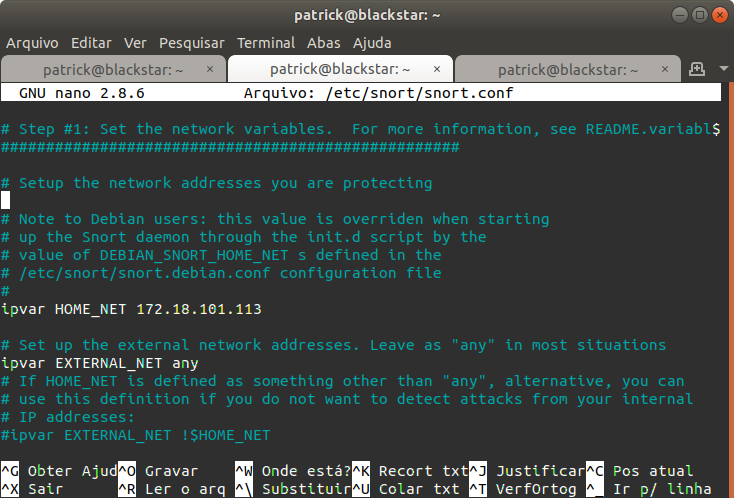 patrick@blackstar: ~
Arquivo Editar Ver Pesquisar Terminal Abas Ajuda
patrick@blackstar: ~ × patrick@blackstar: ~ × patrick@blackstar: ~ ×
GNU nano 2.8.6 Arquivo: /etc/snort/snort.conf
# Step #1: Set the network variables.  For more information, see README.variabl$
###################################################
# Setup the network addresses you are protecting
# Note to Debian users: this value is overriden when starting
# up the Snort daemon through the init.d script by the
# value of DEBIAN_SNORT_HOME_NET s defined in the
# /etc/snort/snort.debian.conf configuration file
#
ipvar HOME_NET 172.18.101.113
# Set up the external network addresses. Leave as "any" in most situations
ipvar EXTERNAL_NET any
# If HOME_NET is defined as something other than "any", alternative, you can
# use this definition if you do not want to detect attacks from your internal
# IP addresses:
#ipvar EXTERNAL_NET !$HOME_NET
^G Obter Ajud^O Gravar ^W Onde está?^K Recort txt^J Justificar^C Pos atual
^X Sair ^R Ler o arq ^\ Substituir^U Colar txt ^T VerfOrtog ^_ Ir p/ linha